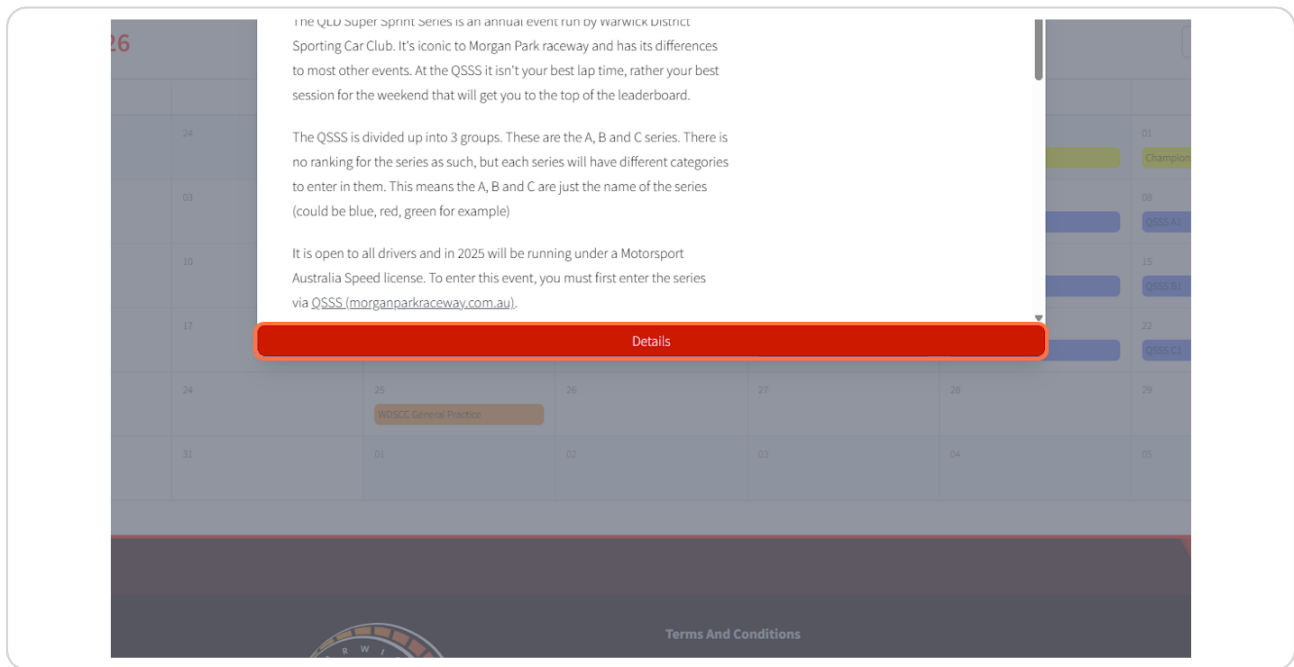 The QLD Super Sprint Series is an annual event run by Warwick District
26
Sporting Car Club. It's iconic to Morgan Park raceway and has its differences
to most other events. At the QSSS it isn't your best lap time, rather your best
session for the weekend that will get you to the top of the leaderboard.
24
The QSSS is divided up into 3 groups. These are the A, B and C series. There is
01
no ranking for the series as such, but each series will have different categories
Champion
to enter in them. This means the A, B and C are just the name of the series
03
(could be blue, red, green for example)
08
QSSS A1
It is open to all drivers and in 2025 will be running under a Motorsport
10
15
Australia Speed license. To enter this event, you must first enter the series
QSSS B1
via QSSS (morganparkraceway.com.au).
17
22
Details
QSSS C1
24
25
26
27
28
29
WDSCC General Practice
31
01
02
03
04
05
Terms And Conditions
R W I